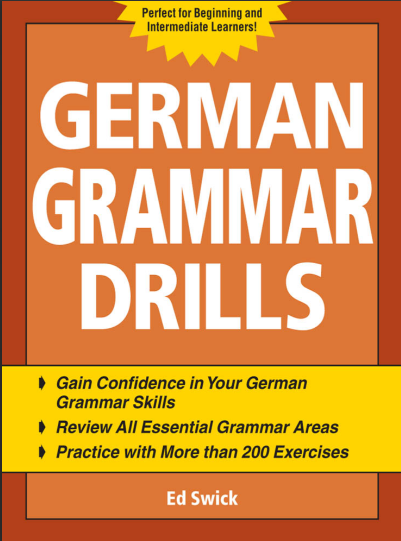 Perfect for Beginning and
Intermediate Learners!
GERMAN
GRAMMAR
DRILLS
Gain Confidence in Your German
Grammar Skills
Review All Essential Grammar Areas
Practice with More than 200 Exercises
Ed Swick